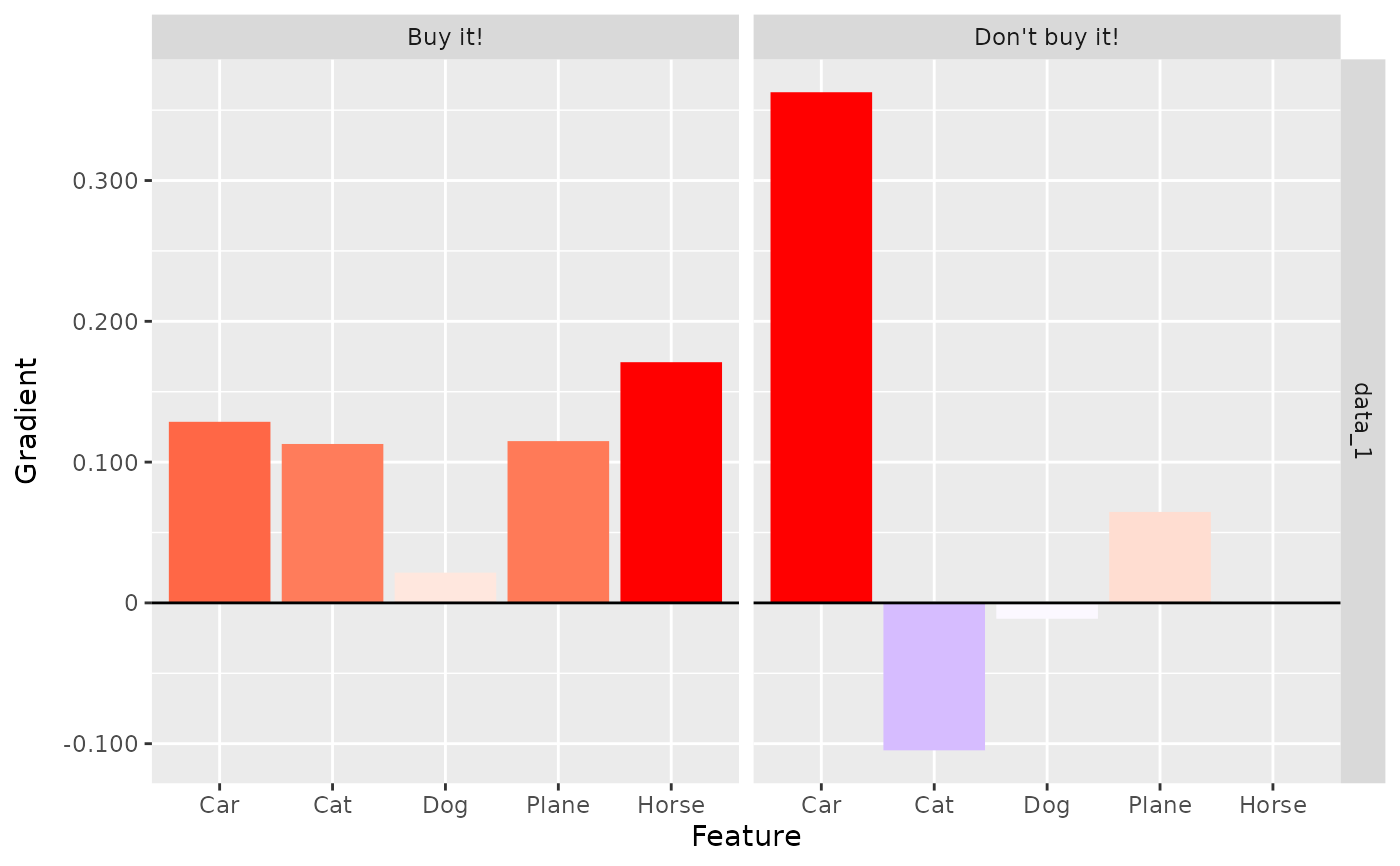 Buy it!
Don't buy it!
Gradient
0.300
0.200
0.100
0
-0.100
data_1
Car Cat Dog Plane Horse
Car Cat Dog Plane Horse
Feature